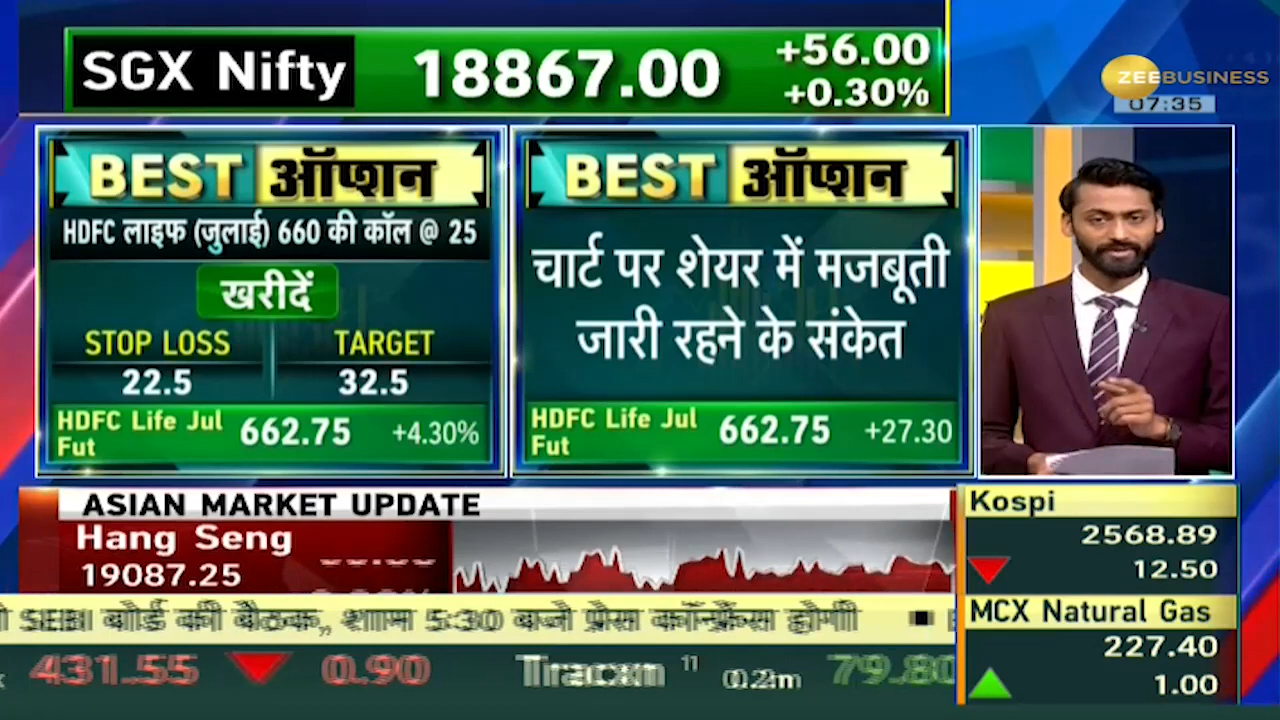 SGX Nifty
18867.00
+56.00
+0.30%
ZEEBUSINESS
07:35
BEST ऑप्शन
HDFC लाइफ (जुलाई) 660 की कॉल @ 25
खरीदें
STOP LOSS
22.5
TARGET
32.5
HDFC Life Jul
Fut
662.75
+4.30%
BEST ऑप्शन
चार्ट पर शेयर में मजबूती
जारी रहने के संकेत
HDFC Life Jul
Fut
662.75
+27.30
ASIAN MARKET UPDATE
Hang Seng
19087.25
Kospi
2568.89
12.50
MCX Natural Gas
227.40
1.00
SEBI बोर्ड की बैठक, शाम 5:30 बजे प्रेस कॉन्फ्रेंस होगी
431.55 0.90 Tracxn 11 0.2m 79.80